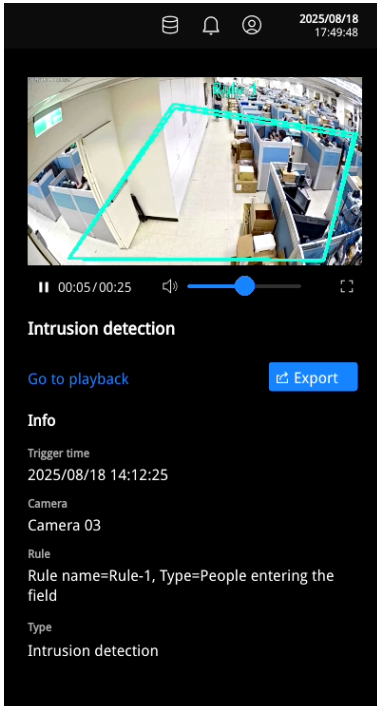 2025/08/18
17:49:48
Rule-1
00:05/00:25
Intrusion detection
Go to playback
Export
Info
Trigger time
2025/08/18 14:12:25
Camera
Camera 03
Rule
Rule name=Rule-1, Type=People entering the
field
Type
Intrusion detection